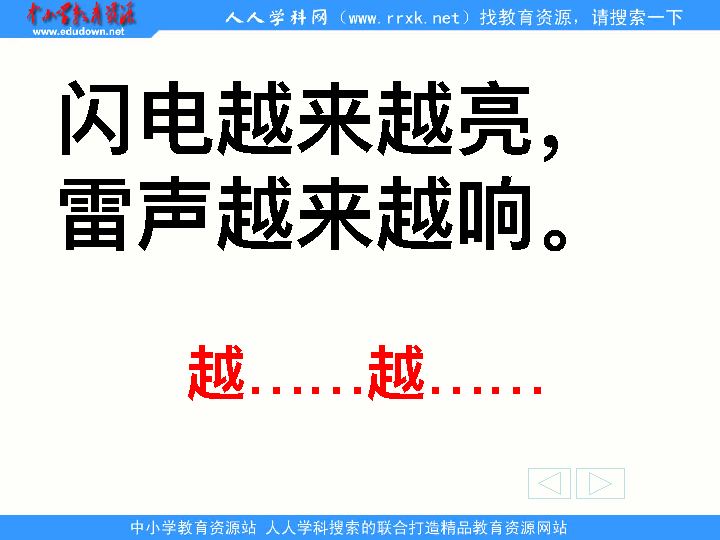 中小学教育资源
www.edudown.net
人人学科网（www.rrxk.net）找教育资源，请搜索一下
闪电越来越亮，
雷声越来越响。
越……越……
中小学教育资源站 人人学科搜索的联合打造精品教育资源网站